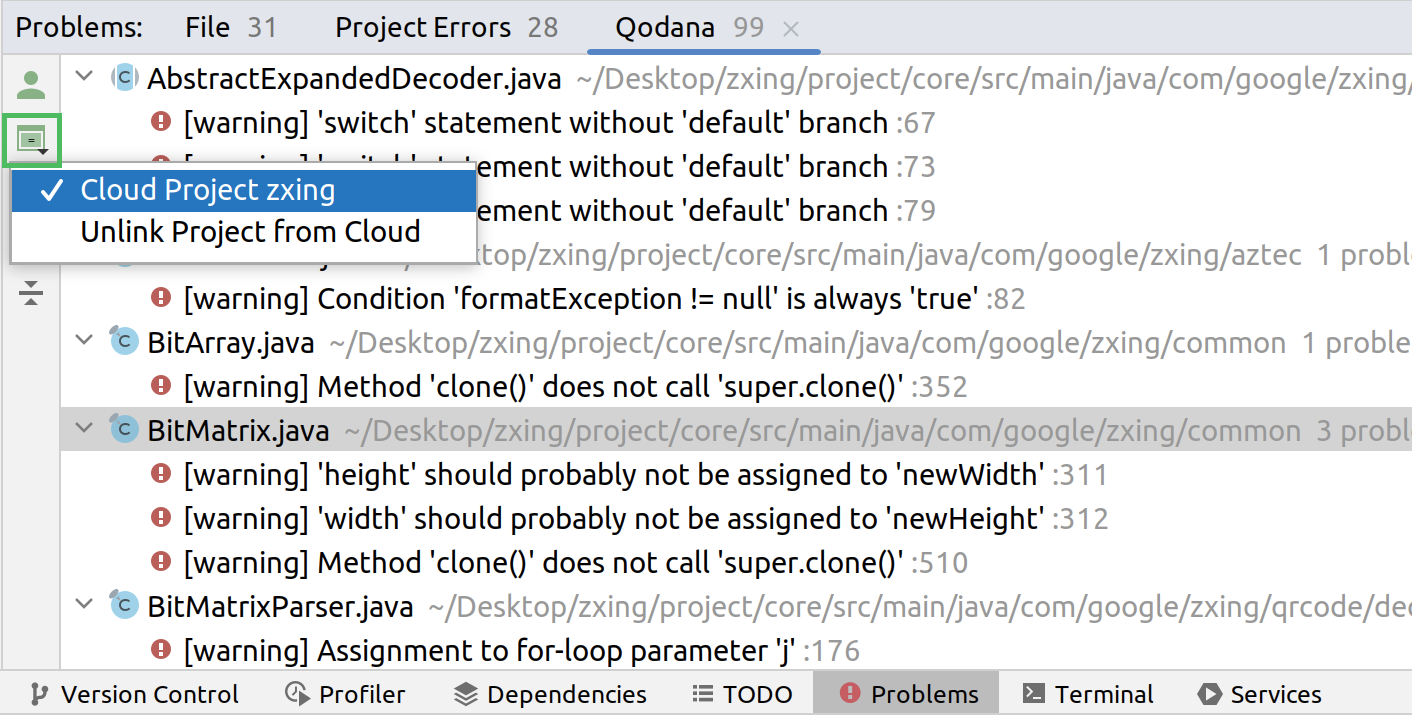 Problems: File 31 Project Errors 28 Qodana 99
AbstractExpandedDecoder.java ~/Desktop/zxing/project/core/src/main/java/com/google/zxing/
[warning] 'switch' statement without 'default' branch :67
statement without 'default' branch :73
Cloud Project zxing
ement without 'default' branch :79
Unlink Project from Cloud
ktop/zxing/project/core/src/main/java/com/google/zxing/aztec 1 probl
[warning] Condition 'formatException != null' is always 'true' :82
BitArray.java ~/Desktop/zxing/project/core/src/main/java/com/google/zxing/common 1 proble
[warning] Method 'clone()' does not call 'super.clone()' :352
BitMatrix.java ~/Desktop/zxing/project/core/src/main/java/com/google/zxing/common 3 probl
[warning] 'height' should probably not be assigned to 'newWidth' :311
[warning] 'width' should probably not be assigned to 'newHeight' :312
[warning] Method 'clone()' does not call 'super.clone()' :510
BitMatrixParser.java ~/Desktop/zxing/project/core/src/main/java/com/google/zxing/qrcode/dec
[warning] Assignment to for-loop parameter 'j' :176
Version Control Profiler Dependencies TODO Problems Terminal Services